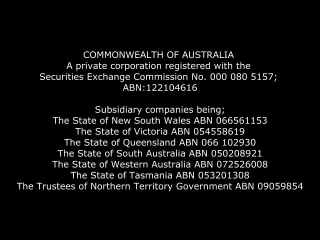 COMMONWEALTH OF AUSTRALIA
A private corporation registered with the
Securities Exchange Commission No. 000 080 5157;
ABN:122104616
Subsidiary companies being;
The State of New South Wales ABN 066561153
The State of Victoria ABN 054558619
The State of Queensland ABN 066 102930
The State of South Australia ABN 050208921
The State of Western Australia ABN 072526008
The State of Tasmania ABN 053201308
The Trustees of Northern Territory Government ABN 09059854